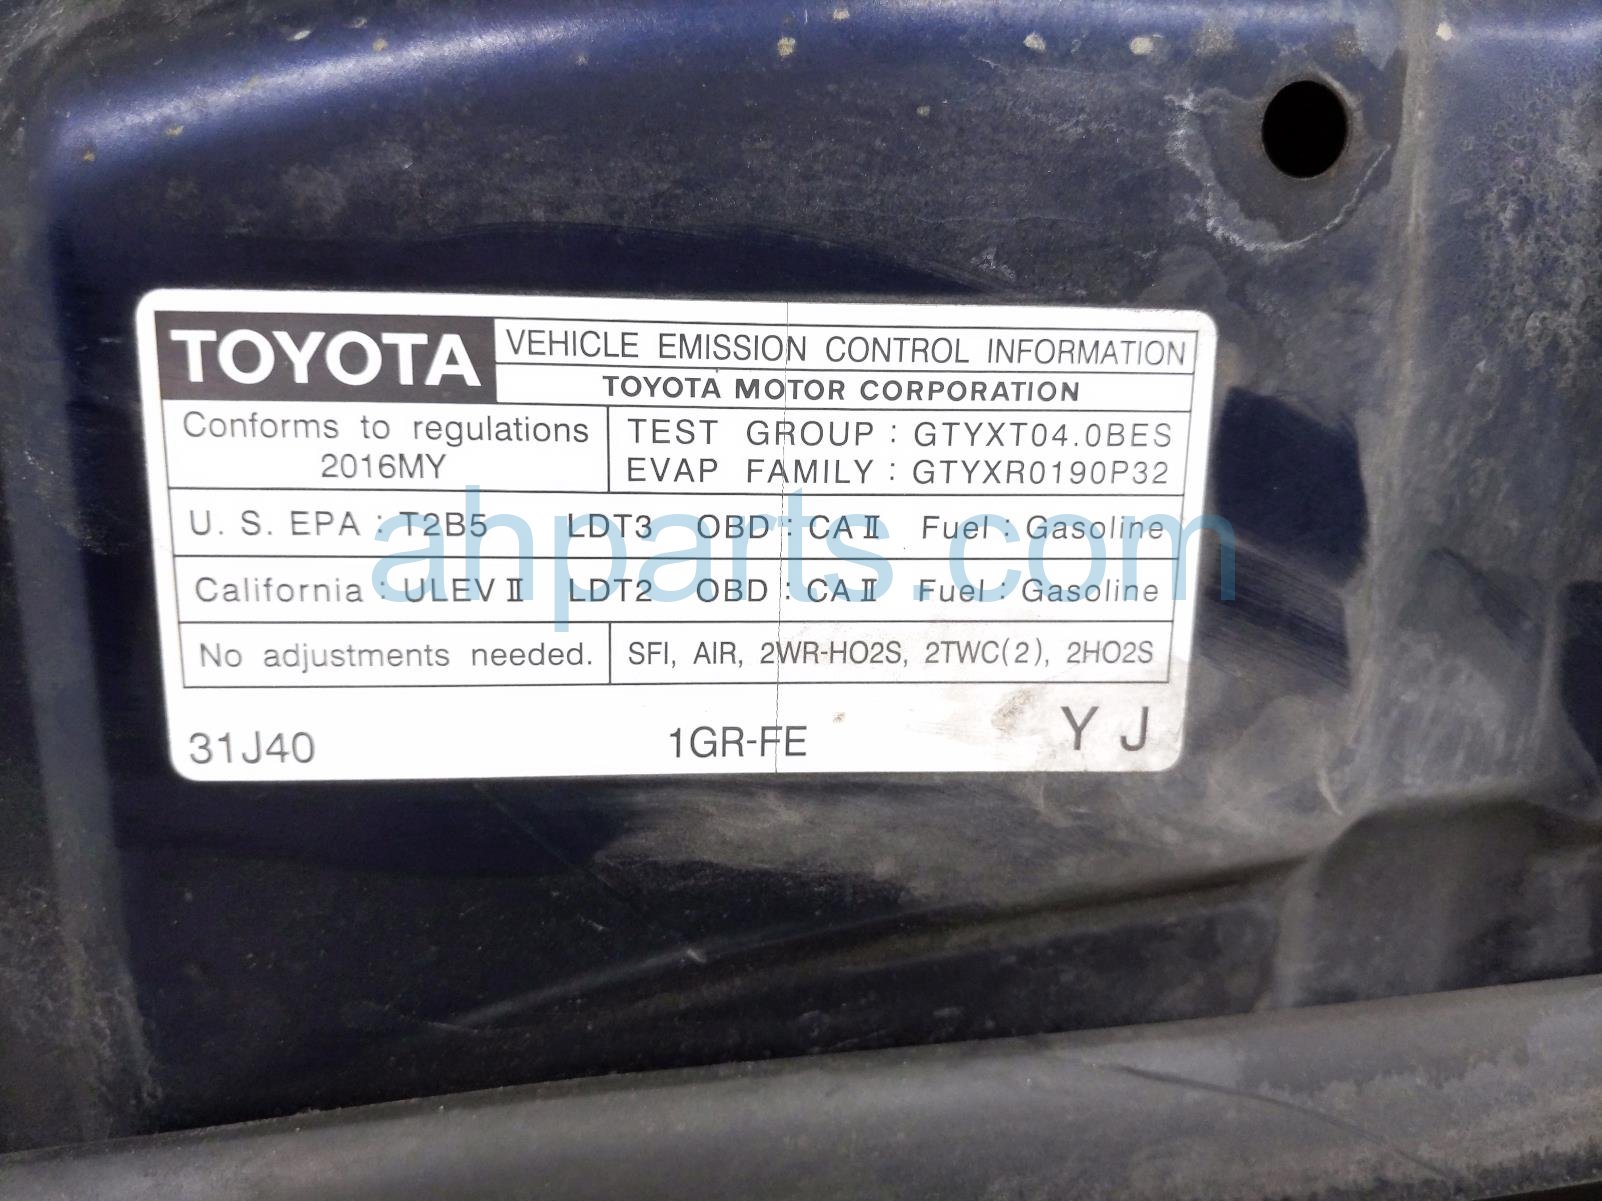 TOYOTA VEHICLE EMISSION CONTROL INFORMATION
TOYOTA MOTOR CORPORATION
Conforms to regulations
2016MY
TEST GROUP : GTYXT04.0BES
EVAP FAMILY : GTYXR0190P32
U. S. EPA : T2B5 LDT3 OBD : CA II Fuel : Gasoline
California : ULEV II LDT2 OBD : CA II Fuel : Gasoline
No adjustments needed. SFI, AIR, 2WR-HO2S, 2TWC(2), 2HO2S
31J40 1GR-FE Y J
ahparts.com